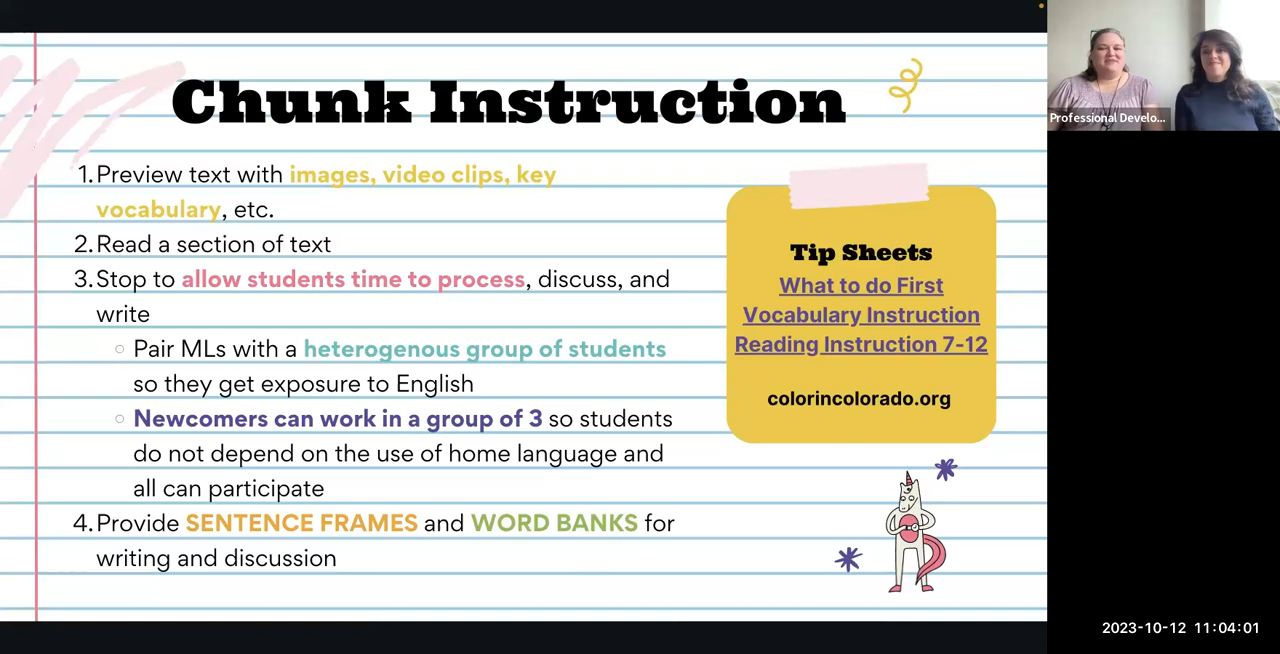 Chunk Instruction
1. Preview text with images, video clips, key
vocabulary, etc.
2. Read a section of text
3. Stop to allow students time to process, discuss, and
write
○ Pair MLs with a heterogenous group of students
so they get exposure to English
○ Newcomers can work in a group of 3 so students
do not depend on the use of home language and
all can participate
4. Provide SENTENCE FRAMES and WORD BANKS for
writing and discussion
Tip Sheets
What to do First
Vocabulary Instruction
Reading Instruction 7-12
colorincolorado.org
Professional Develo...
2023-10-12 11:04:01